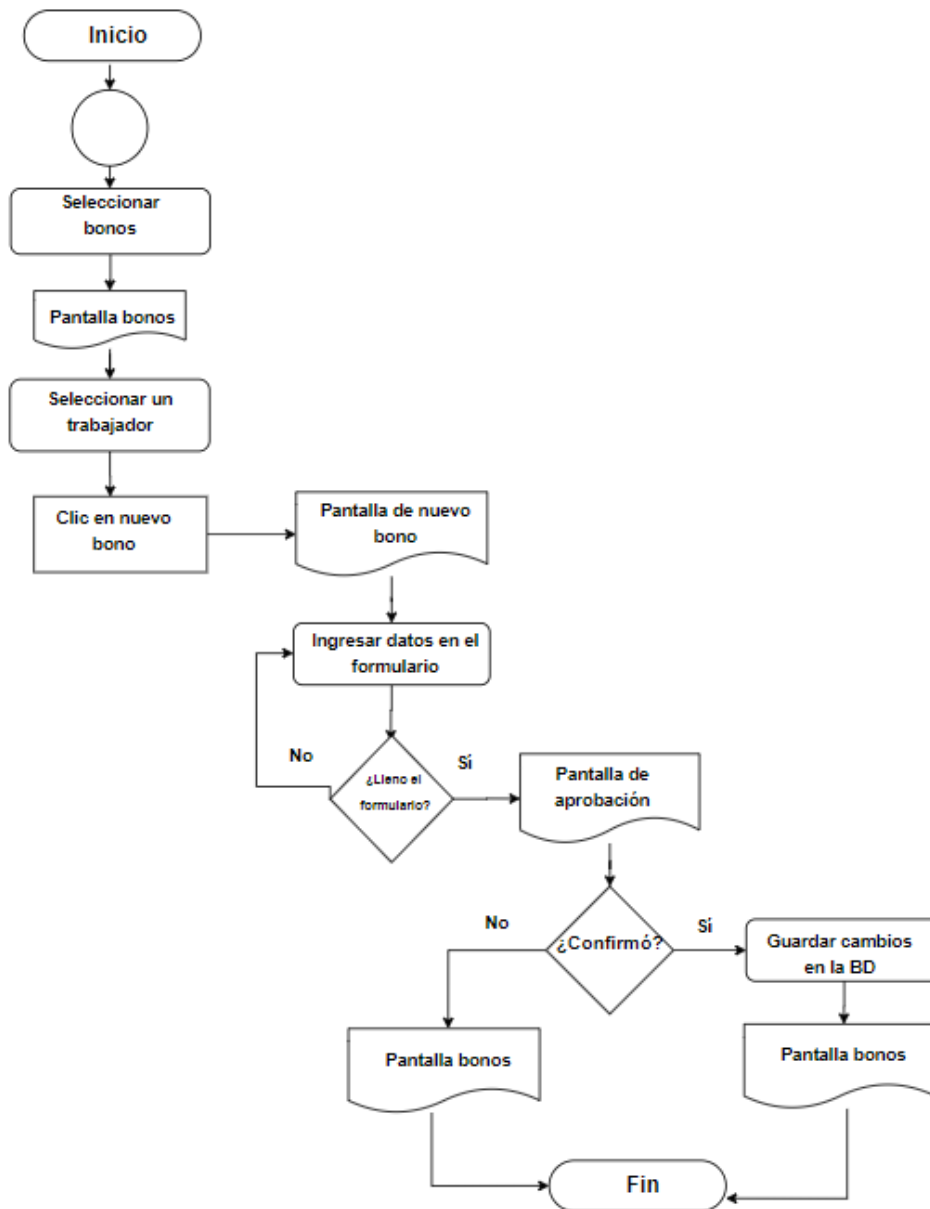 Inicio
Seleccionar
bonos
Pantalla bonos
Seleccionar un
trabajador
Clic en nuevo
bono
Pantalla de nuevo
bono
Ingresar datos en el
formulario
No
¿Lleno el
formulario?
Sí
Pantalla de
aprobación
No
¿Confirmó?
Sí
Guardar cambios
en la BD
Pantalla bonos
Pantalla bonos
Fin